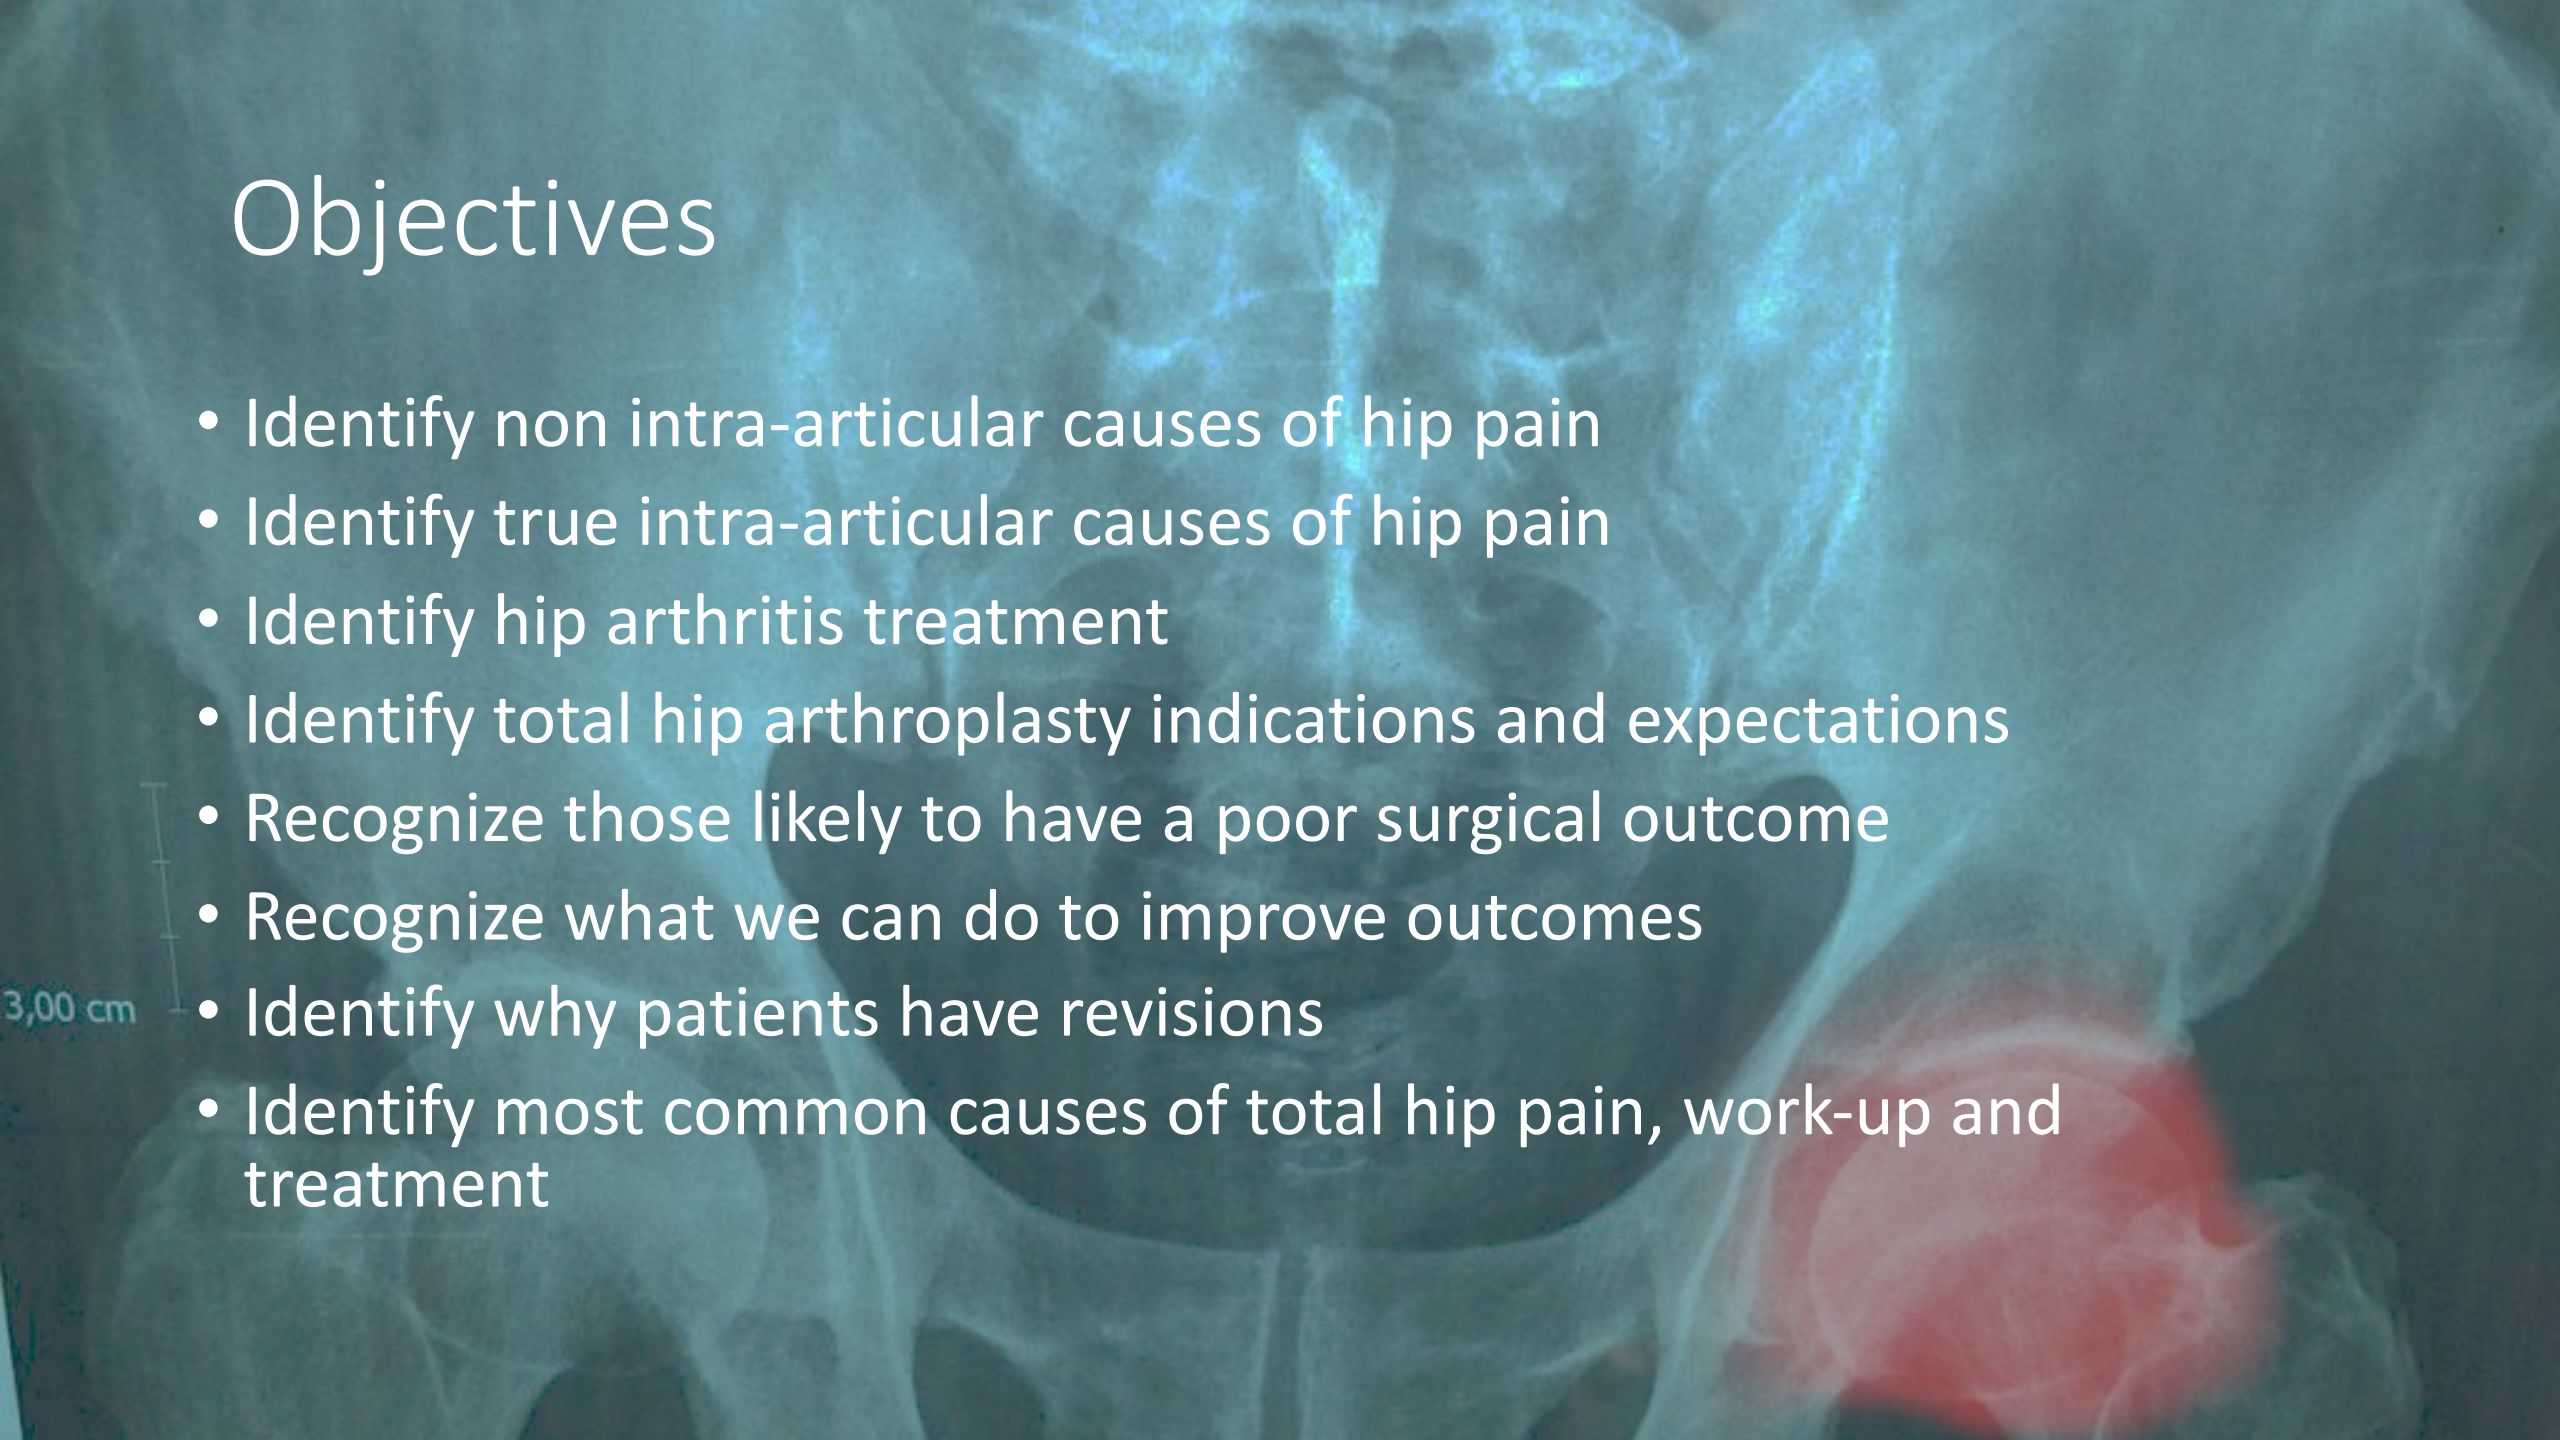 Objectives
• Identify non intra-articular causes of hip pain
• Identify true intra-articular causes of hip pain
• Identify hip arthritis treatment
• Identify total hip arthroplasty indications and expectations
• Recognize those likely to have a poor surgical outcome
• Recognize what we can do to improve outcomes
3,00 cm
• Identify why patients have revisions
• Identify most common causes of total hip pain, work-up and
treatment